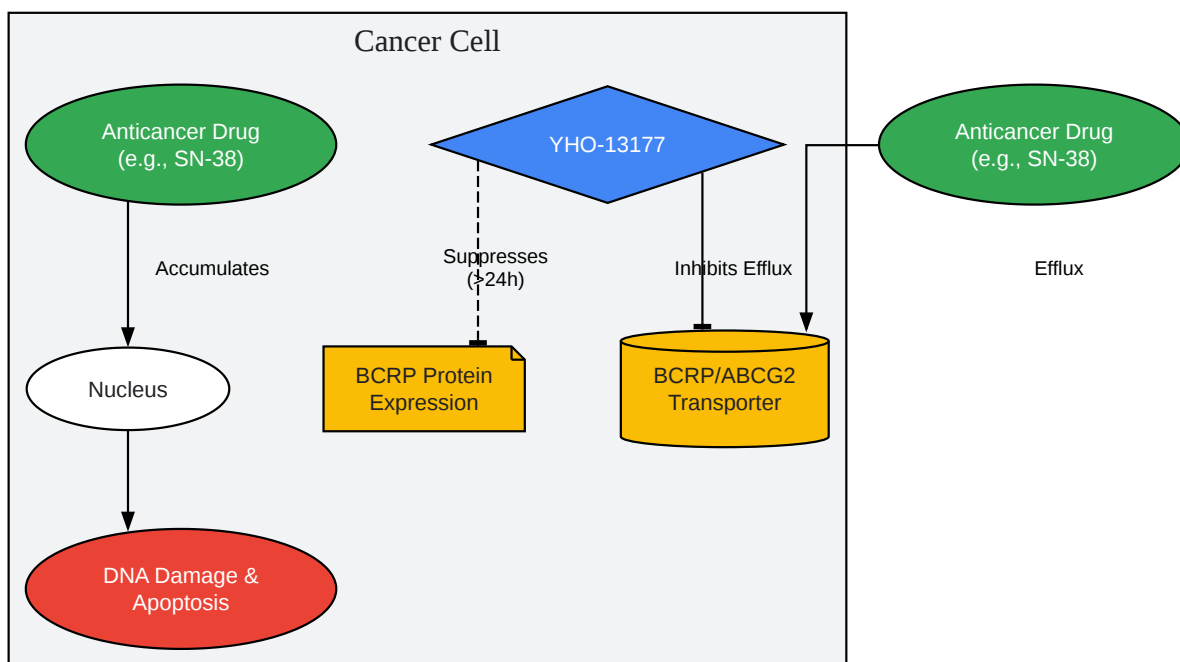 Cancer Cell
Anticancer Drug
(e.g., SN-38)
YHO-13177
Anticancer Drug
(e.g., SN-38)
Accumulates
Suppresses
(>24h)
Inhibits Efflux
Efflux
Nucleus
BCRP Protein
Expression
BCRP/ABCG2
Transporter
DNA Damage &
Apoptosis